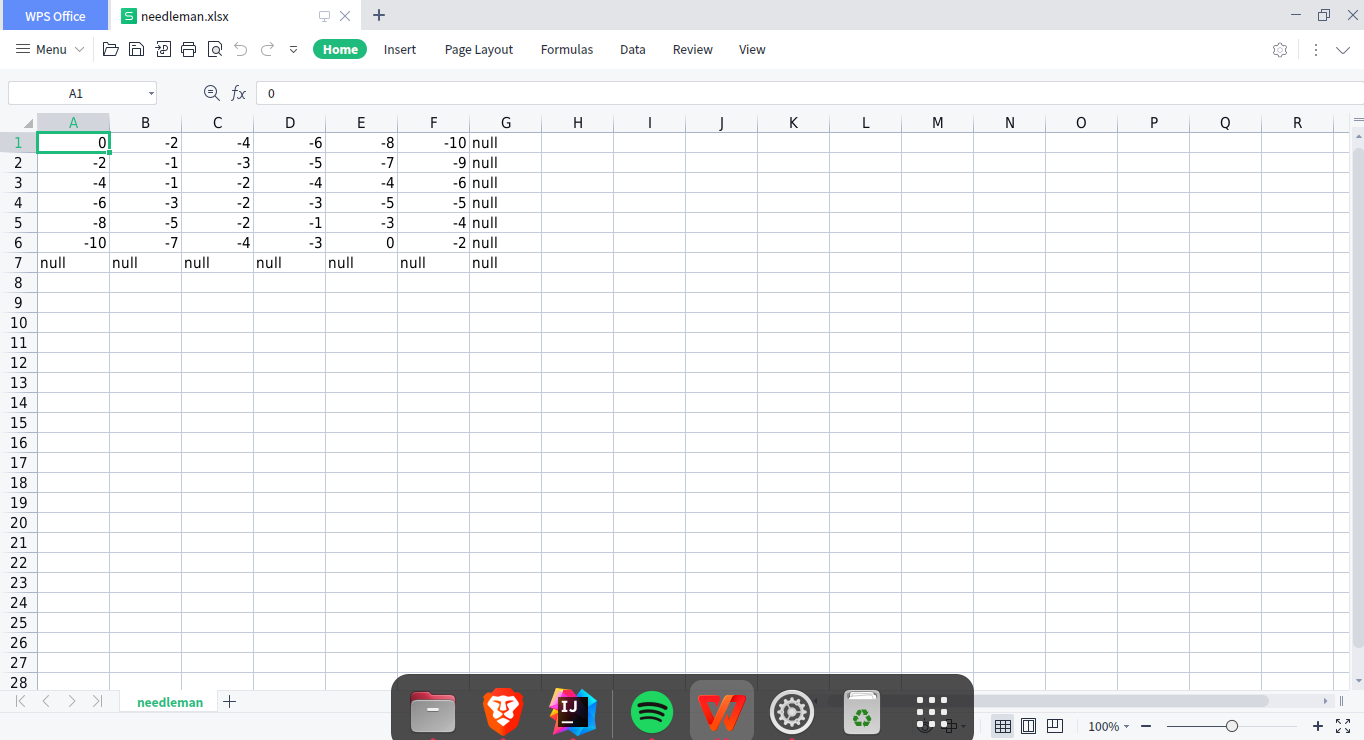 WPS Office S needleman.xlsx
Menu Home Insert Page Layout Formulas Data Review View
A1 fx 0
A B C D E F G H I J K L M N O P Q R
1 0 -2 -4 -6 -8 -10 null
2 -2 -1 -3 -5 -7 -9 null
3 -4 -1 -2 -4 -4 -6 null
4 -6 -3 -2 -3 -5 -5 null
5 -8 -5 -2 -1 -3 -4 null
6 -10 -7 -4 -3 0 -2 null
7 null null null null null null null
8
9
10
11
12
13
14
15
16
17
18
19
20
21
22
23
24
25
26
27
28
needleman
IJ
100%